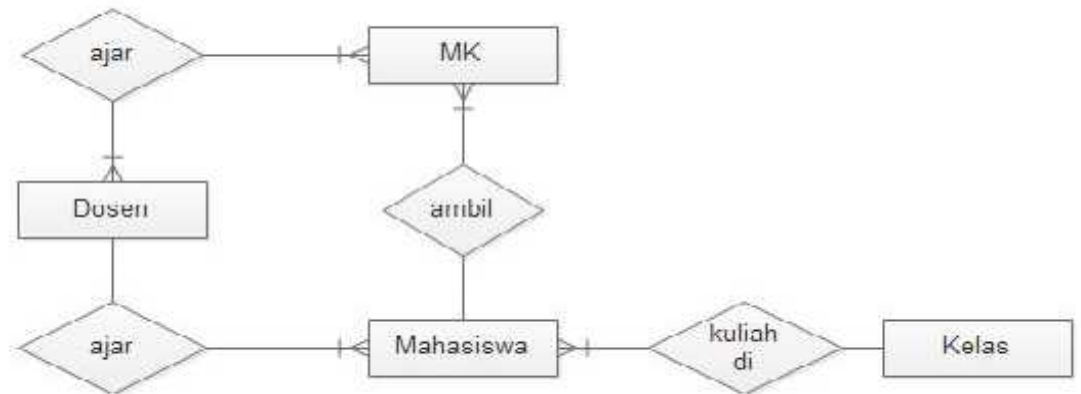 ajar
MK
Dosen
ambil
ajar
Mahasiswa
kuliah
di
Kelas